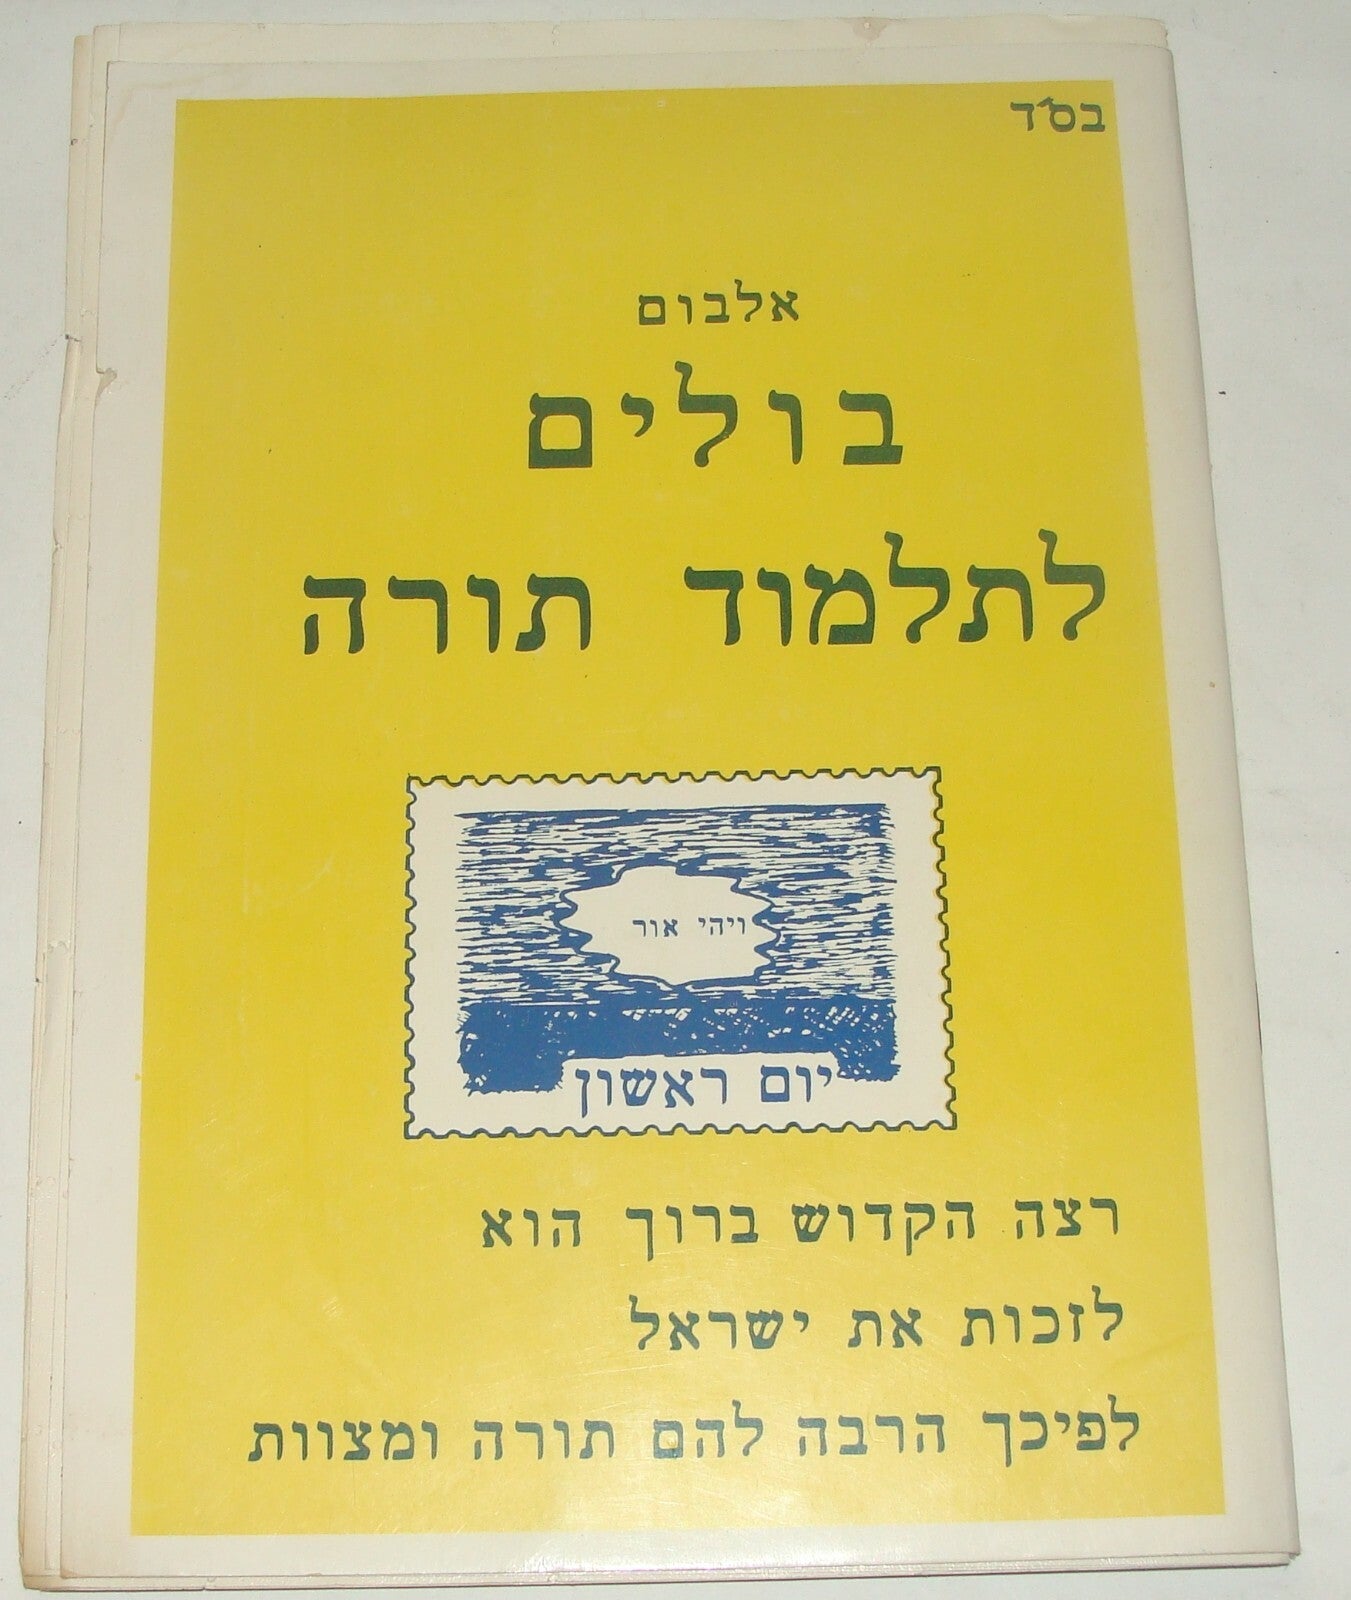 בס"ד
אלבום
בולים
לתלמוד תורה
ויהי אור
יום ראשון
רצה הקדוש ברוך הוא
לזכות את ישראל
לפיכך הרבה להם תורה ומצוות